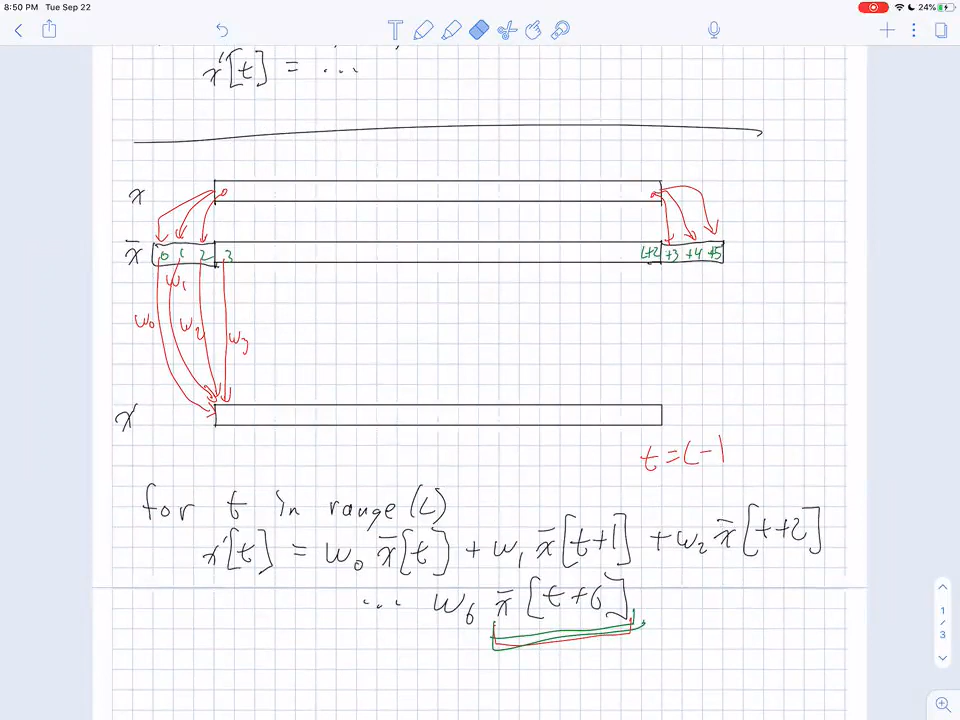 8:50 PM Tue Sep 22
24%
x'[t] = ...
x
x̄
0 1 2 3
L+2 +3 +4 +5
w₁
w₀ w₂ w₃
x'
t = L-1
for t in range (L)
x'[t] = w₀ x̄[t] + w₁ x̄[t+1] + w₂ x̄[t+2]
... w₆ x̄[t+6]
1
/
3